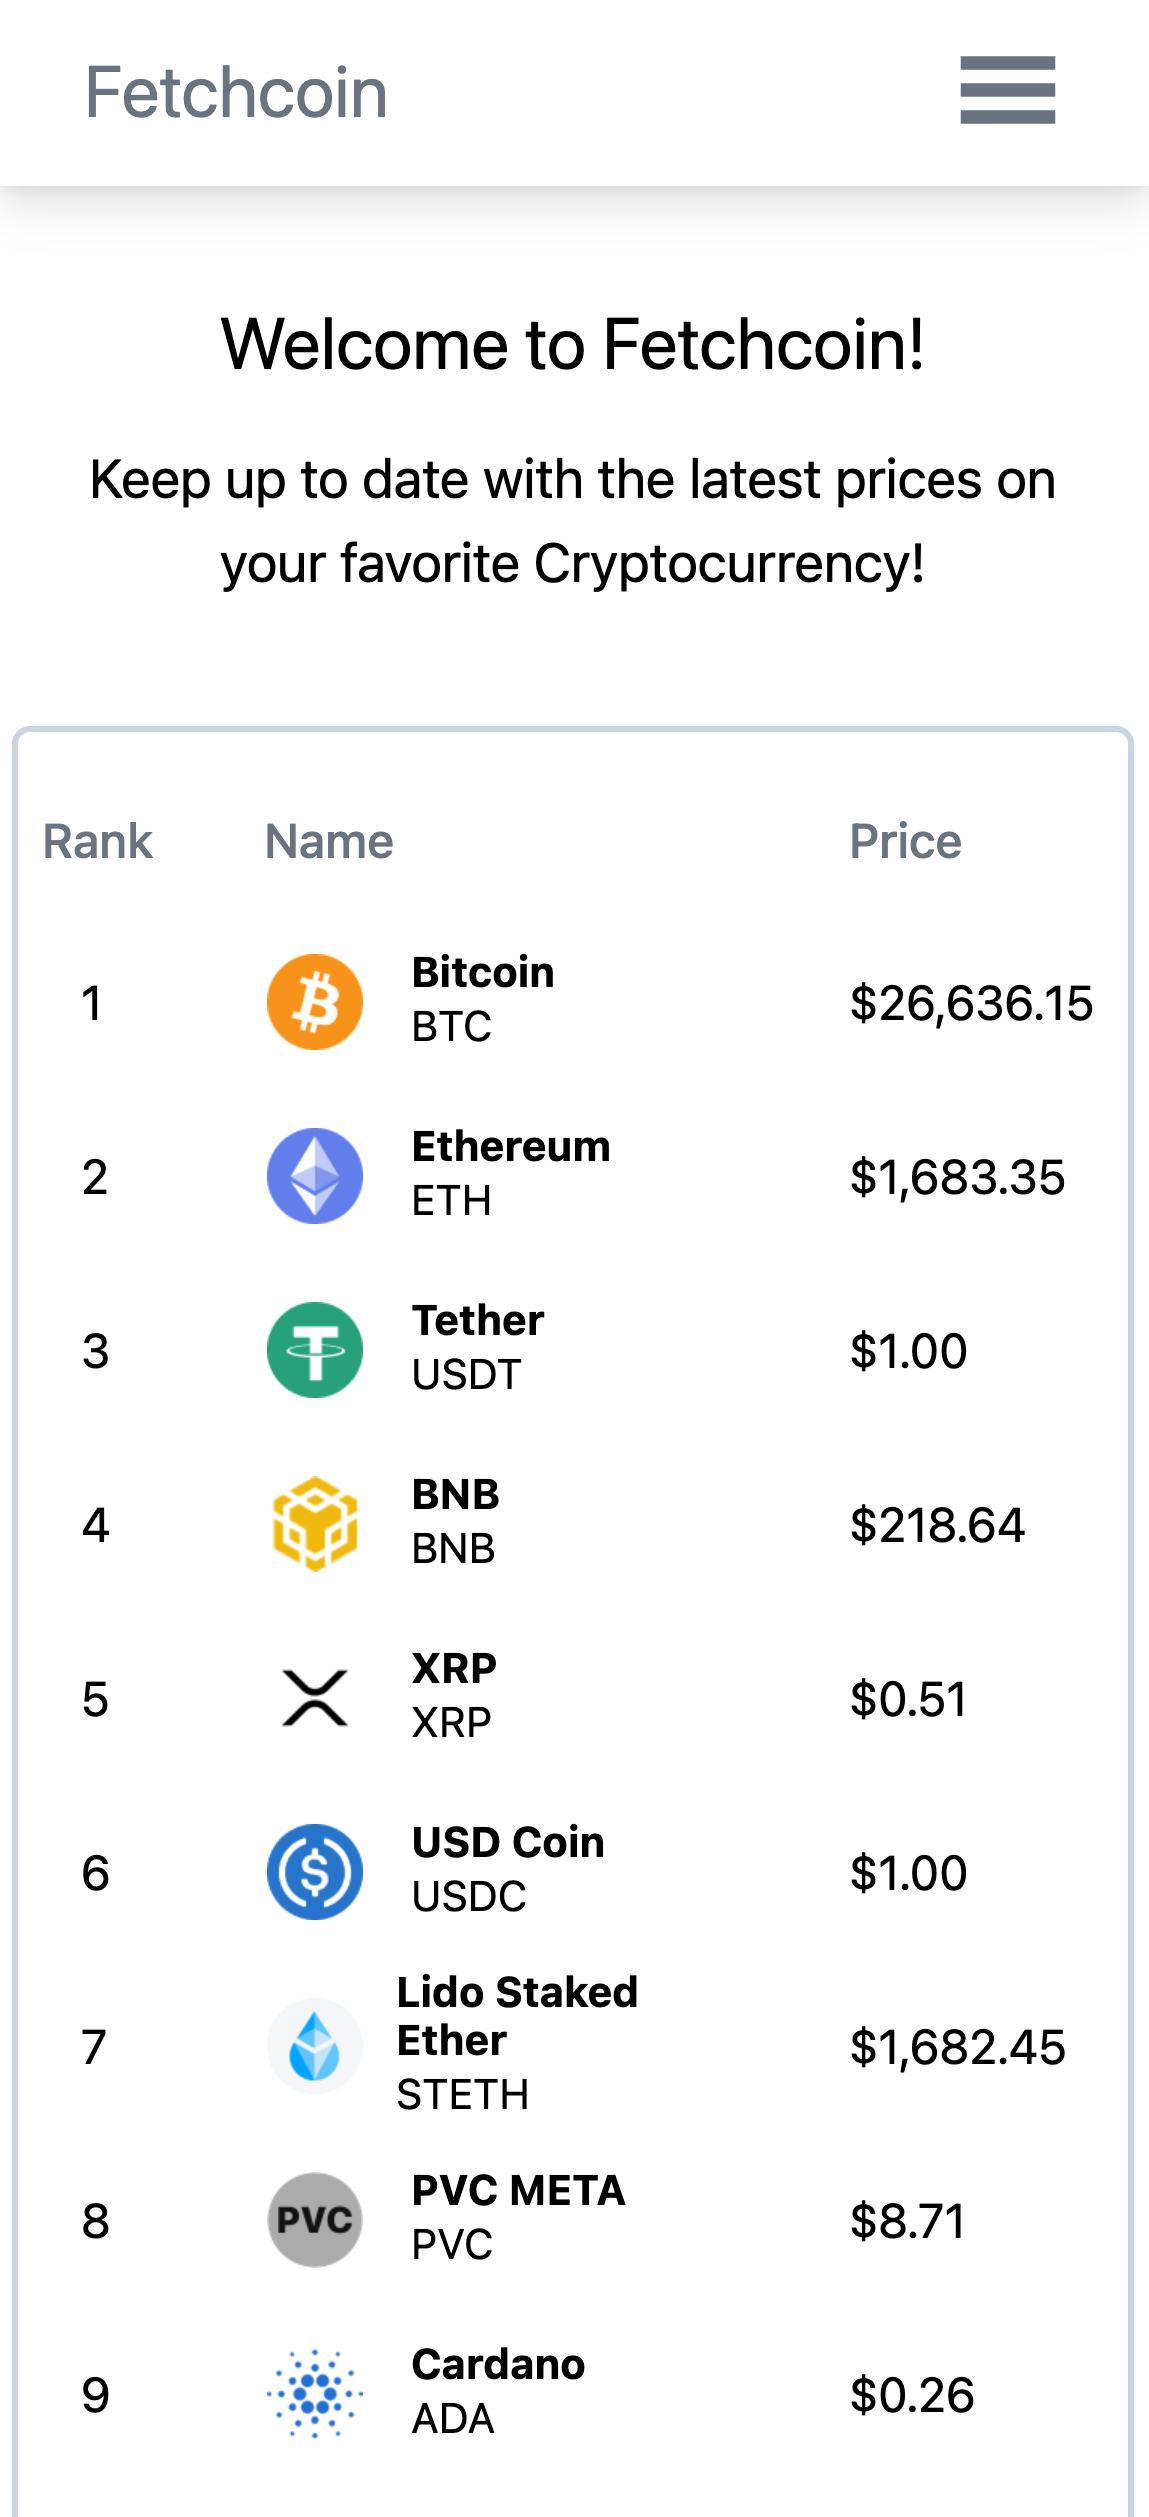 Fetchcoin
Welcome to Fetchcoin!
Keep up to date with the latest prices on
your favorite Cryptocurrency!
Rank Name Price
1 Bitcoin BTC $26,636.15
2 Ethereum ETH $1,683.35
3 Tether USDT $1.00
4 BNB BNB $218.64
5 XRP XRP $0.51
6 USD Coin USDC $1.00
7 Lido Staked Ether STETH $1,682.45
8 PVC PVC META PVC $8.71
9 Cardano ADA $0.26